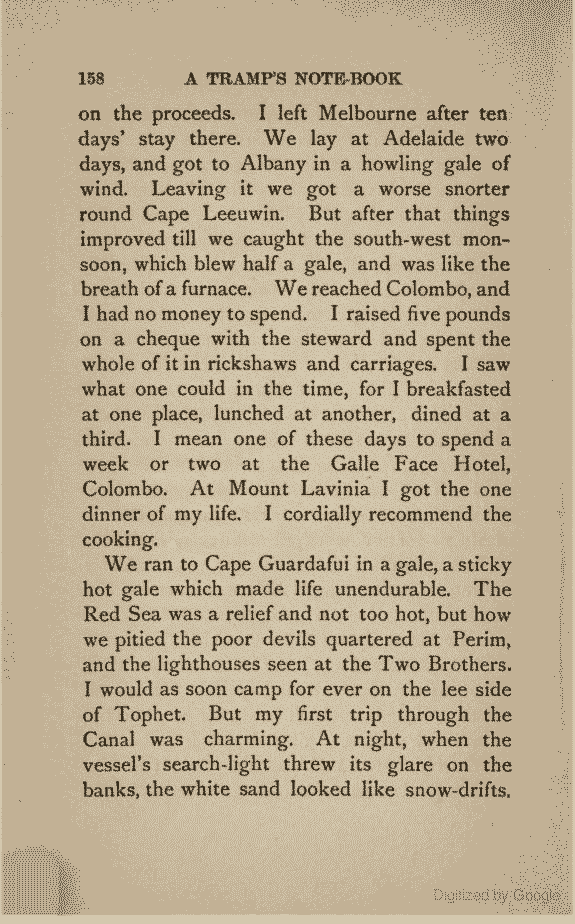 158 A TRAMP'S NOTE-BOOK
on the proceeds. I left Melbourne after ten
days' stay there. We lay at Adelaide two
days, and got to Albany in a howling gale of
wind. Leaving it we got a worse snorter
round Cape Leeuwin. But after that things
improved till we caught the south-west mon-
soon, which blew half a gale, and was like the
breath of a furnace. We reached Colombo, and
I had no money to spend. I raised five pounds
on a cheque with the steward and spent the
whole of it in rickshaws and carriages. I saw
what one could in the time, for I breakfasted
at one place, lunched at another, dined at a
third. I mean one of these days to spend a
week or two at the Galle Face Hotel,
Colombo. At Mount Lavinia I got the one
dinner of my life. I cordially recommend the
cooking.
We ran to Cape Guardafui in a gale, a sticky
hot gale which made life unendurable. The
Red Sea was a relief and not too hot, but how
we pitied the poor devils quartered at Perim,
and the lighthouses seen at the Two Brothers.
I would as soon camp for ever on the lee side
of Tophet. But my first trip through the
Canal was charming. At night, when the
vessel's search-light threw its glare on the
banks, the white sand looked like snow-drifts.
Digitized by Google